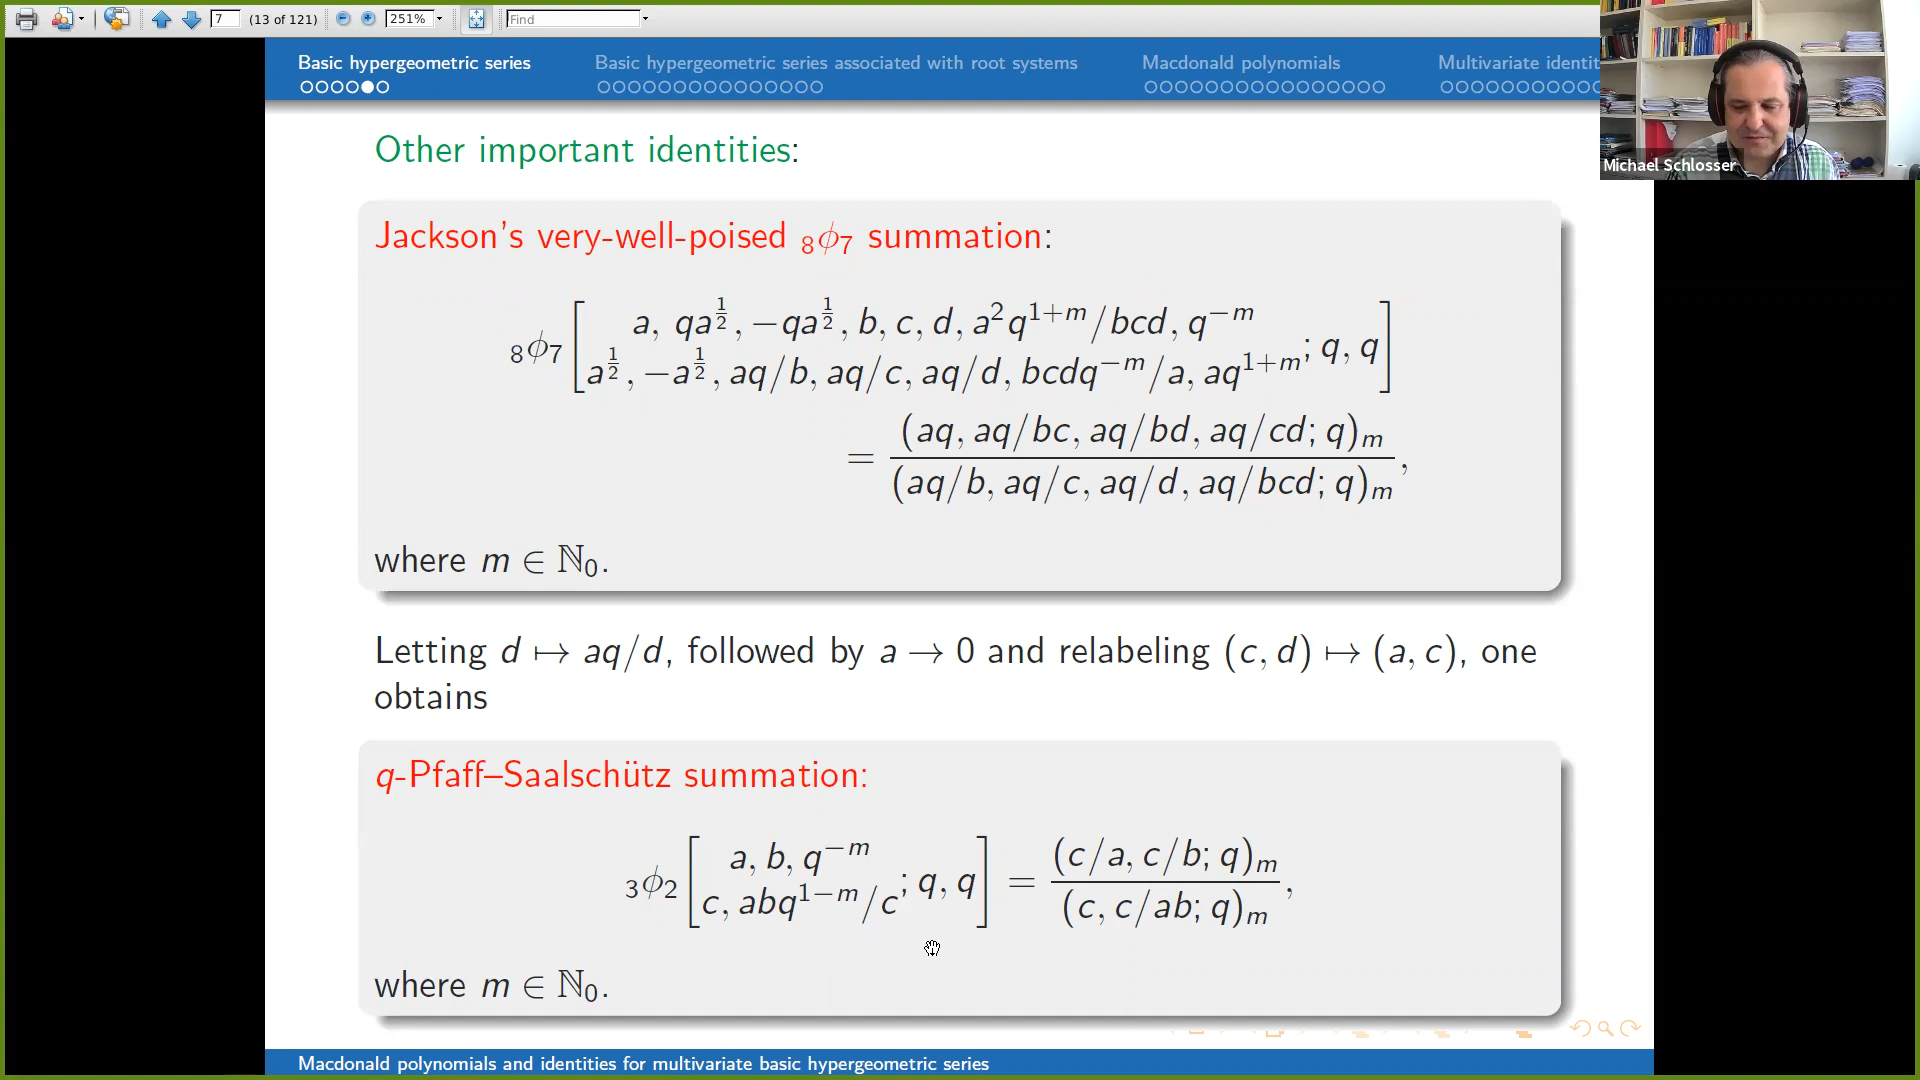 7 (13 of 121) 251% Find
Basic hypergeometric series Basic hypergeometric series associated with root systems Macdonald polynomials Multivariate identit
Michael Schlosser
Other important identities:
Jackson's very-well-poised ₈ϕ₇ summation:
₈ϕ₇ [ a, qa^{1/2}, −qa^{1/2}, b, c, d, a²q^{1+m}/bcd, q^{−m}
a^{1/2}, −a^{1/2}, aq/b, aq/c, aq/d, bcdq^{−m}/a, aq^{1+m} ; q, q ]
= (aq, aq/bc, aq/bd, aq/cd; q)ₘ
(aq/b, aq/c, aq/d, aq/bcd; q)ₘ ,
where m ∈ ℕ₀.
Letting d ↦ aq/d, followed by a → 0 and relabeling (c, d) ↦ (a, c), one
obtains
q-Pfaff–Saalschütz summation:
₃ϕ₂ [ a, b, q^{−m}
c, abq^{1−m}/c ; q, q ] = (c/a, c/b; q)ₘ
(c, c/ab; q)ₘ ,
where m ∈ ℕ₀.
Macdonald polynomials and identities for multivariate basic hypergeometric series